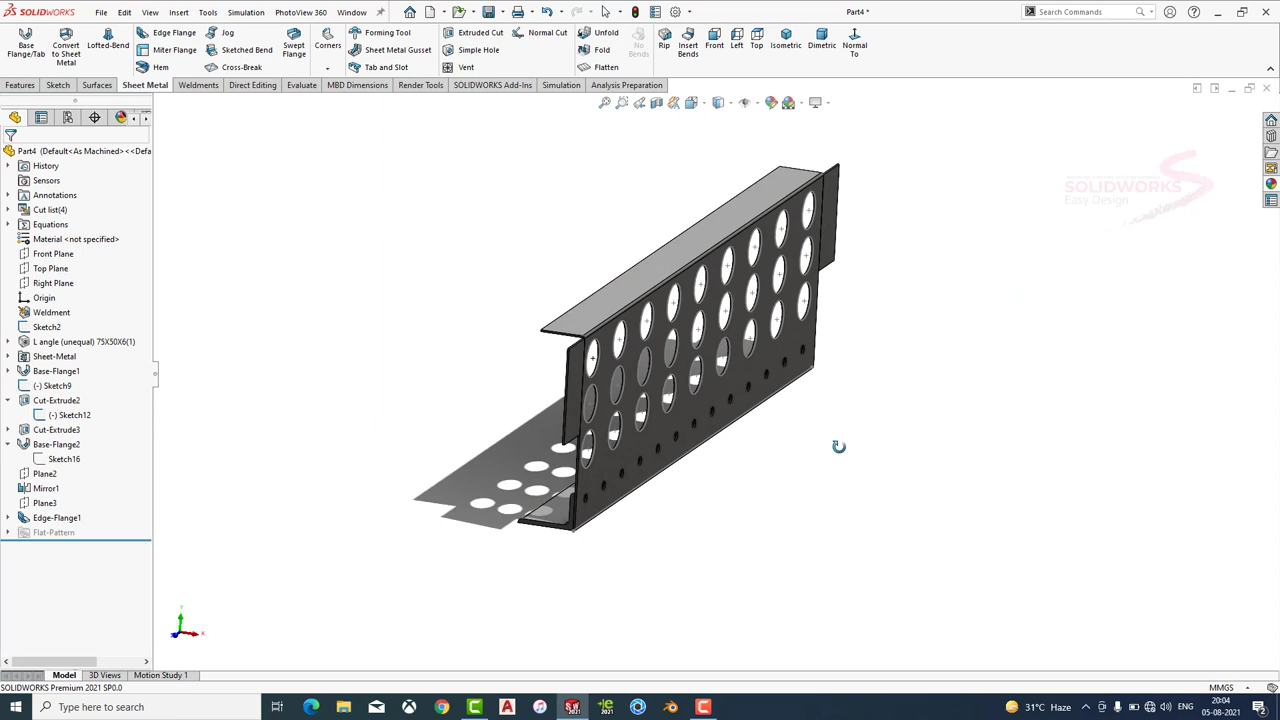 SOLIDWORKS
File Edit View Insert Tools Simulation PhotoView 360 Window
Part4 *
Search Commands
Base Flange/Tab
Convert to Sheet Metal
Lofted-Bend
Edge Flange
Miter Flange
Hem
Jog
Sketched Bend
Cross-Break
Swept Flange
Corners
Forming Tool
Sheet Metal Gusset
Tab and Slot
Extruded Cut
Simple Hole
Vent
Normal Cut
Unfold
Fold
Flatten
No Bends
Rip
Insert Bends
Front
Left
Top
Isometric
Dimetric
Normal To
Features Sketch Surfaces Sheet Metal Weldments Direct Editing Evaluate MBD Dimensions Render Tools SOLIDWORKS Add-Ins Simulation Analysis Preparation
Part4 (Default<As Machined><<Defa
History
Sensors
Annotations
Cut list(4)
Equations
Material <not specified>
Front Plane
Top Plane
Right Plane
Origin
Weldment
Sketch2
L angle (unequal) 75X50X6(1)
Sheet-Metal
Base-Flange1
(-) Sketch9
Cut-Extrude2
(-) Sketch12
Cut-Extrude3
Base-Flange2
Sketch16
Plane2
Mirror1
Plane3
Edge-Flange1
Flat-Pattern
SOLIDWORKS
Easy Design
Y
X
Z
Model 3D Views Motion Study 1
SOLIDWORKS Premium 2021 SP0.0
MMGS
Type here to search
31°C Haze
ENG
20:04
05-08-2021